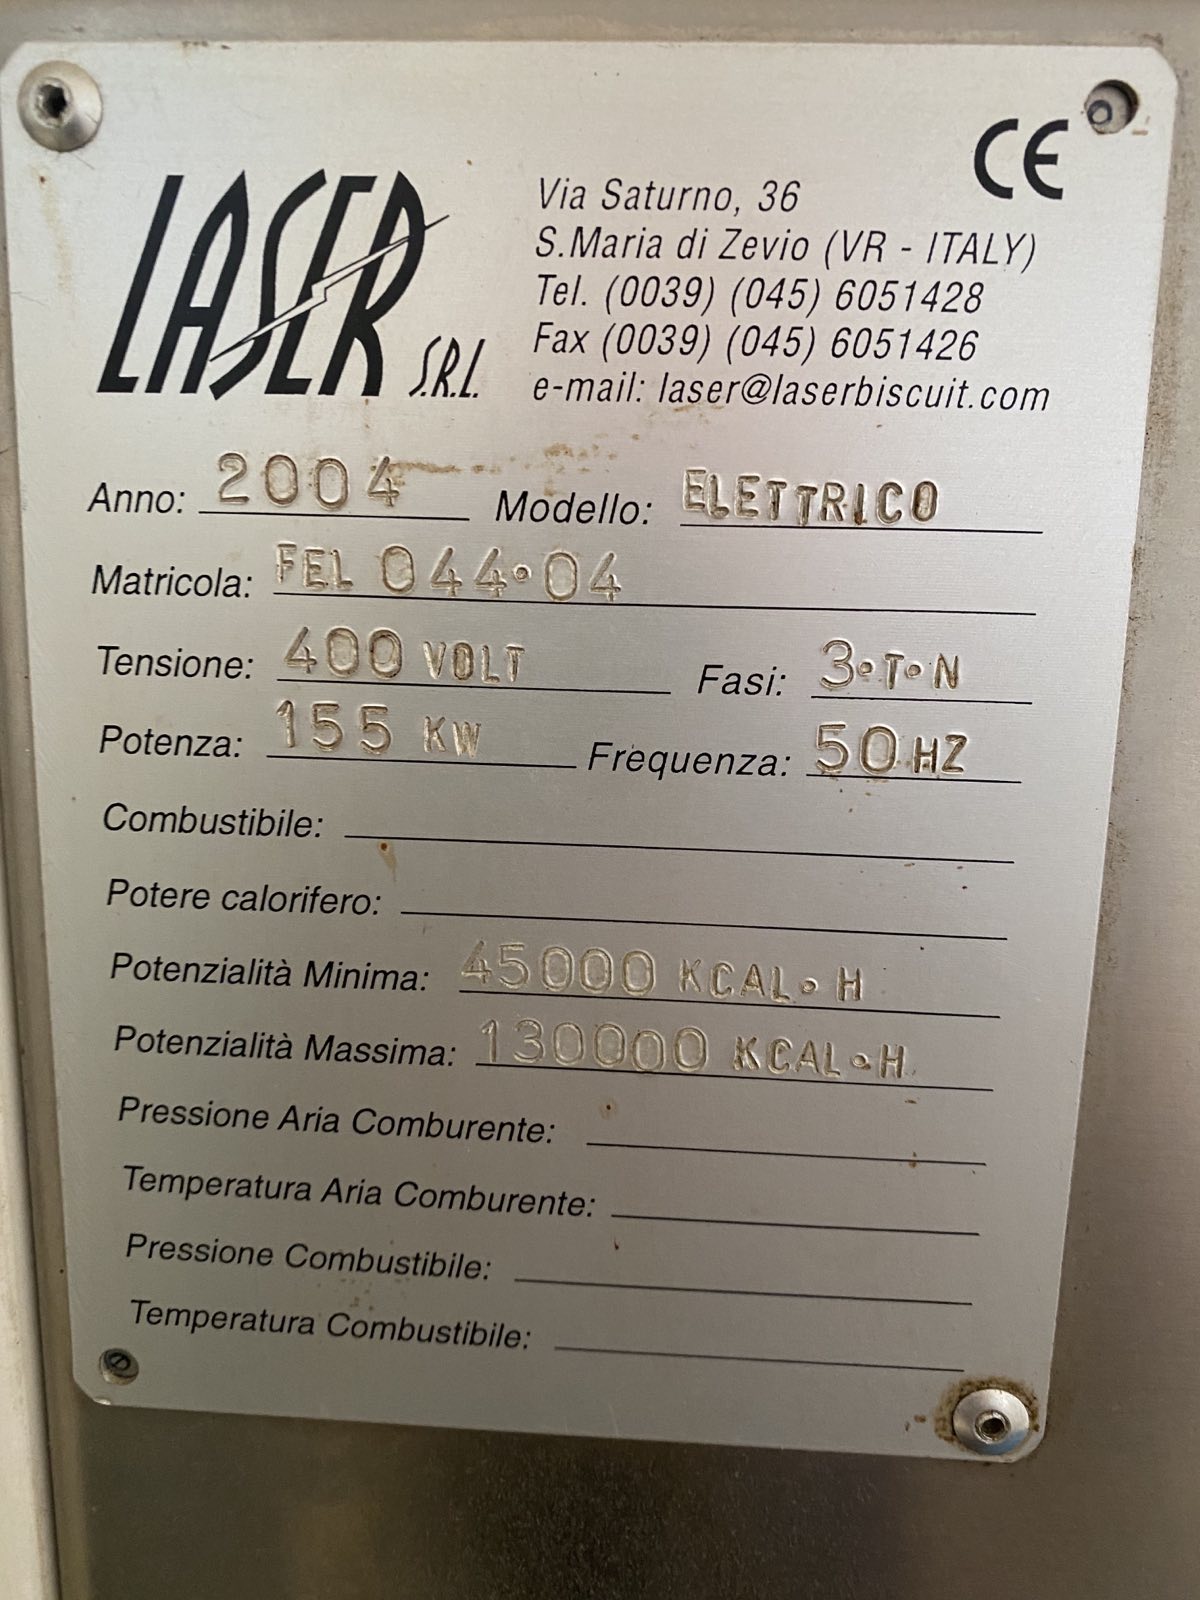 CE
LASER S.R.L.
Via Saturno, 36
S.Maria di Zevio (VR - ITALY)
Tel. (0039) (045) 6051428
Fax (0039) (045) 6051426
e-mail: laser@laserbiscuit.com
Anno: 2004 Modello: ELETTRICO
Matricola: FEL 044·04
Tensione: 400 VOLT Fasi: 3·T·N
Potenza: 155 KW Frequenza: 50 HZ
Combustibile:
Potere calorifero:
Potenzialità Minima: 45000 KCAL·H
Potenzialità Massima: 130000 KCAL·H
Pressione Aria Comburente:
Temperatura Aria Comburente:
Pressione Combustibile:
Temperatura Combustibile: